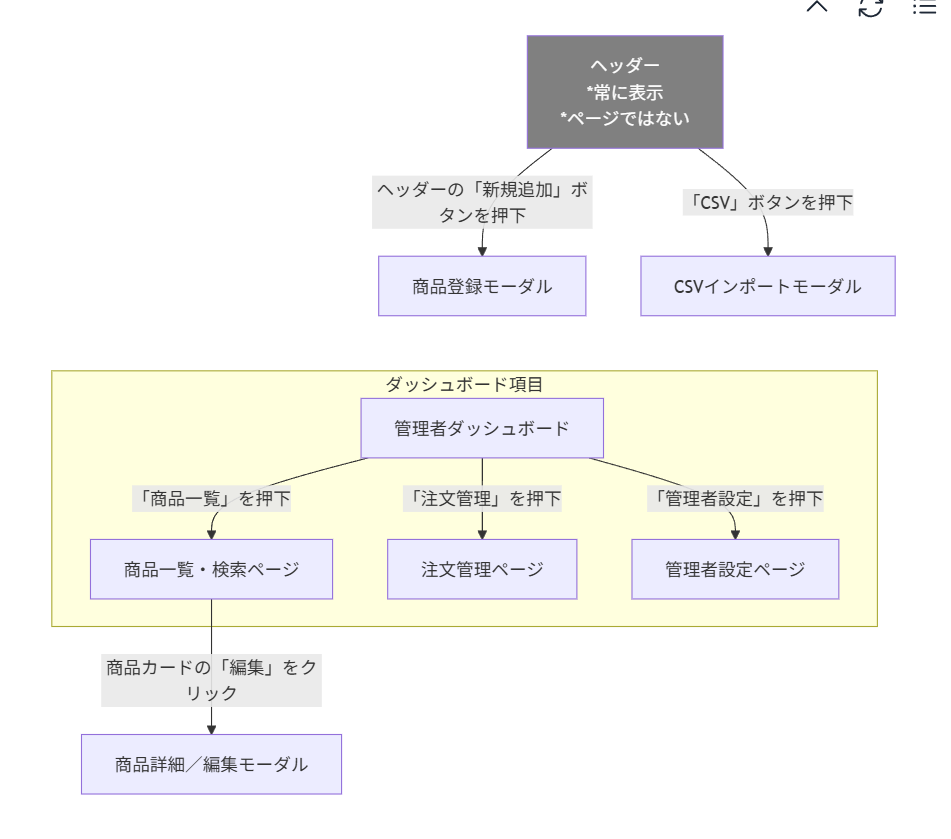 ヘッダー
*常に表示
*ページではない
ヘッダーの「新規追加」ボ
タンを押下
「CSV」ボタンを押下
商品登録モーダル
CSVインポートモーダル
ダッシュボード項目
管理者ダッシュボード
「商品一覧」を押下
「注文管理」を押下
「管理者設定」を押下
商品一覧・検索ページ
注文管理ページ
管理者設定ページ
商品カードの「編集」をク
リック
商品詳細／編集モーダル